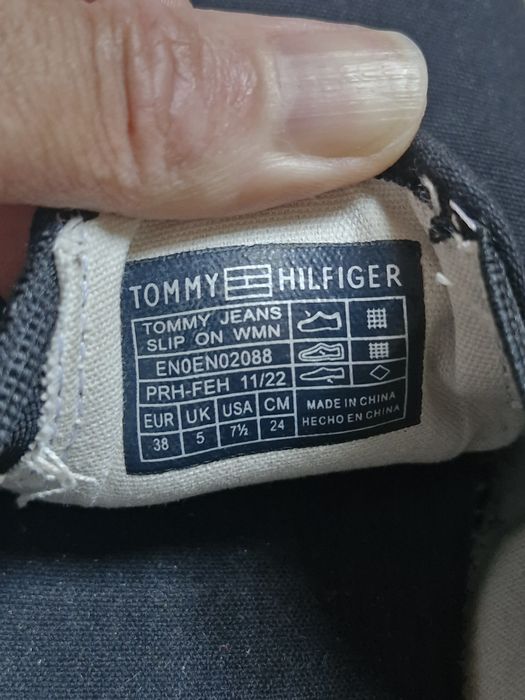 TOMMY HILFIGER
TOMMY JEANS
SLIP ON WMN
EN0EN02088
PRH-FEH 11/22
EUR UK USA CM
38 5 7½ 24
MADE IN CHINA
HECHO EN CHINA